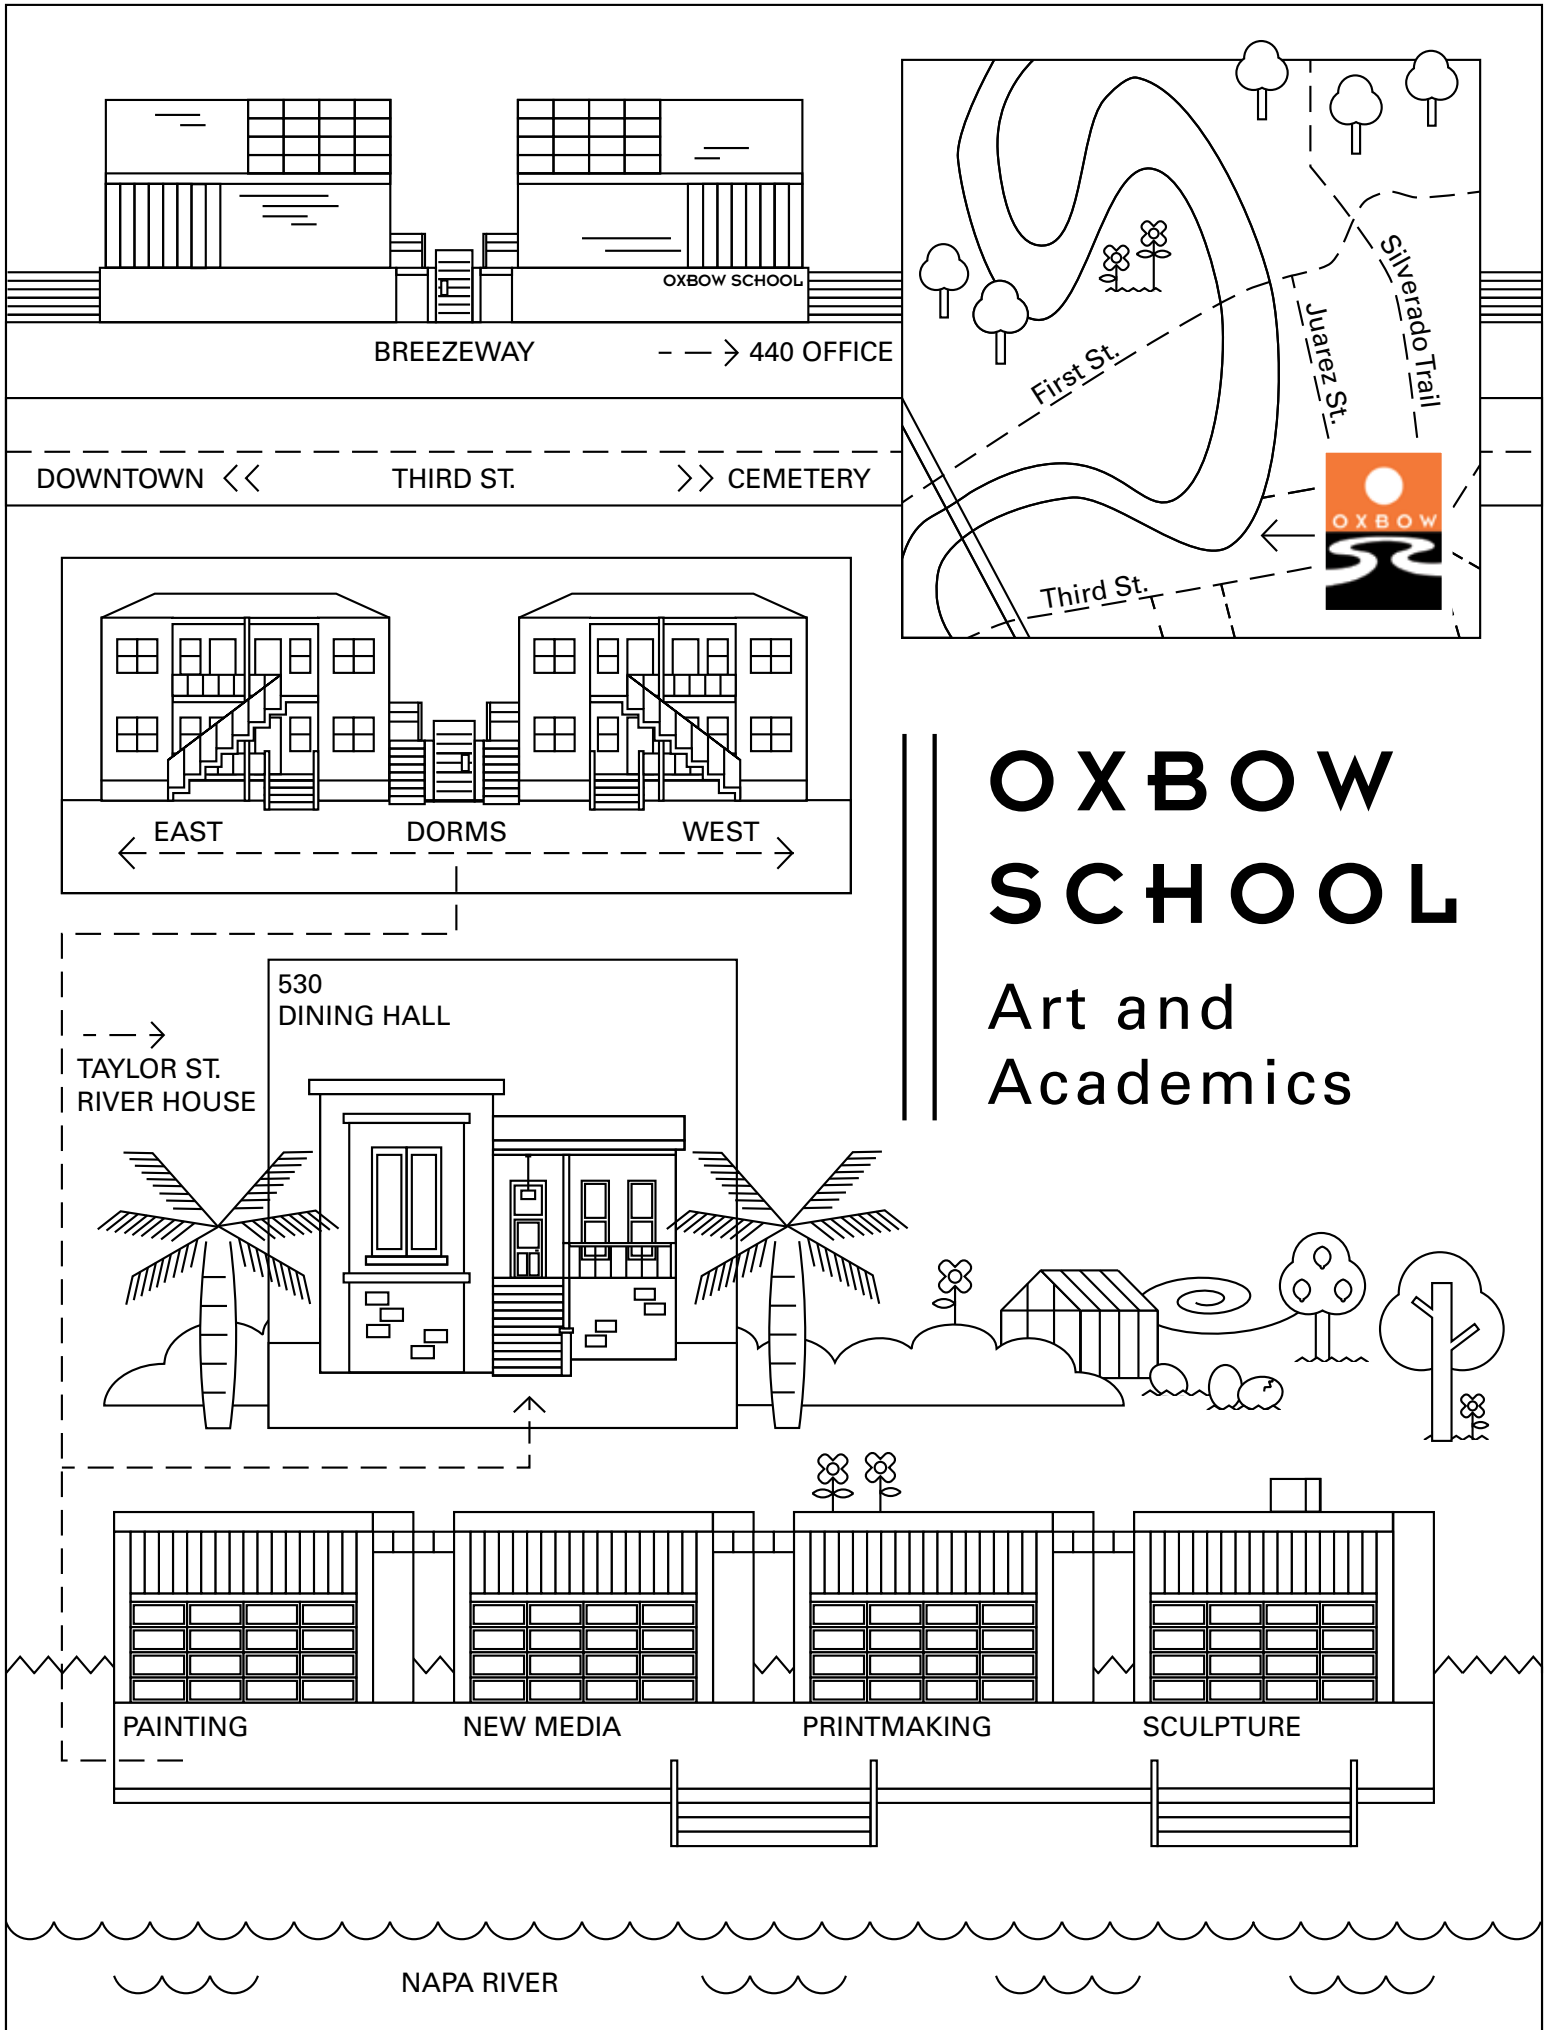 OXBOW SCHOOL
BREEZEWAY
440 OFFICE
DOWNTOWN << THIRD ST. >> CEMETERY
First St.
Juarez St.
Silverado Trail
OXBOW
Third St.
EAST DORMS WEST
OXBOW
SCHOOL
Art and
Academics
530
DINING HALL
TAYLOR ST.
RIVER HOUSE
PAINTING NEW MEDIA PRINTMAKING SCULPTURE
NAPA RIVER